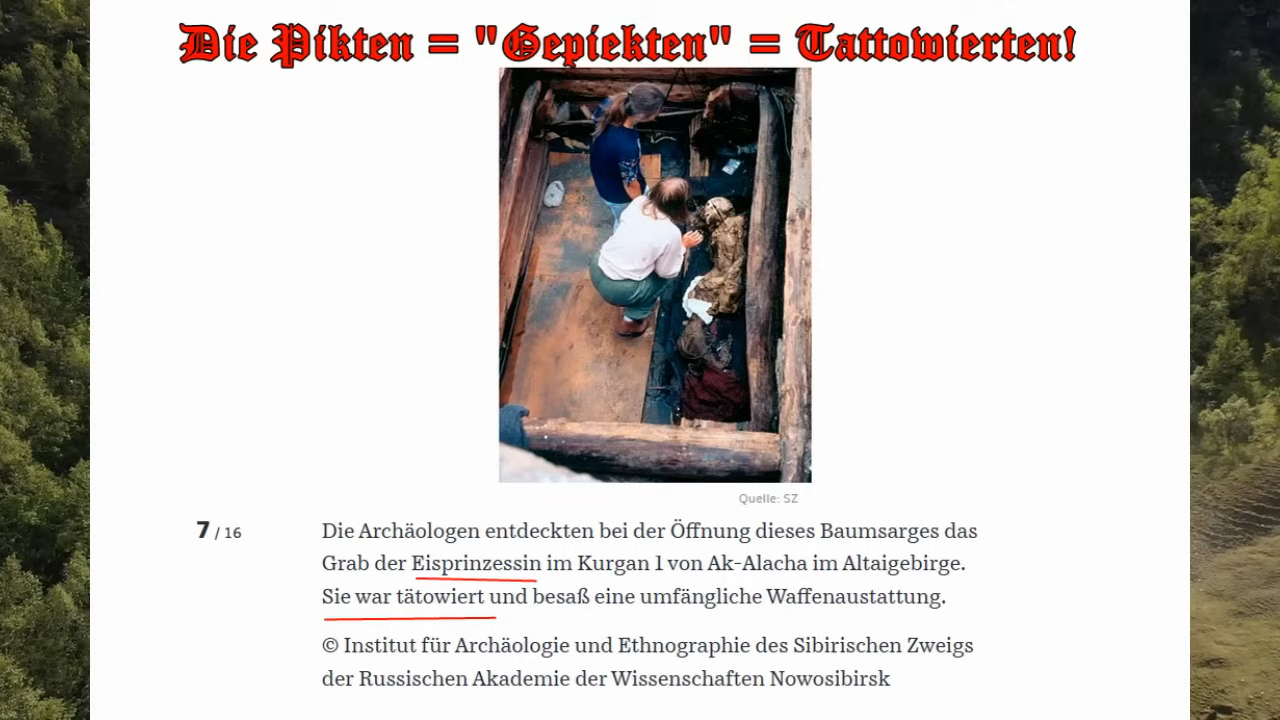 Die Pikten = "Gepiekten" = Tattowierten!
Quelle: SZ
7 / 16
Die Archäologen entdeckten bei der Öffnung dieses Baumsarges das
Grab der Eisprinzessin im Kurgan 1 von Ak-Alacha im Altaigebirge.
Sie war tätowiert und besaß eine umfängliche Waffenaustattung.
© Institut für Archäologie und Ethnographie des Sibirischen Zweigs
der Russischen Akademie der Wissenschaften Nowosibirsk